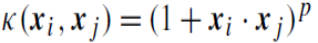 κ(𝒙ᵢ, 𝒙ⱼ) = (1 + 𝒙ᵢ · 𝒙ⱼ)ᵖ